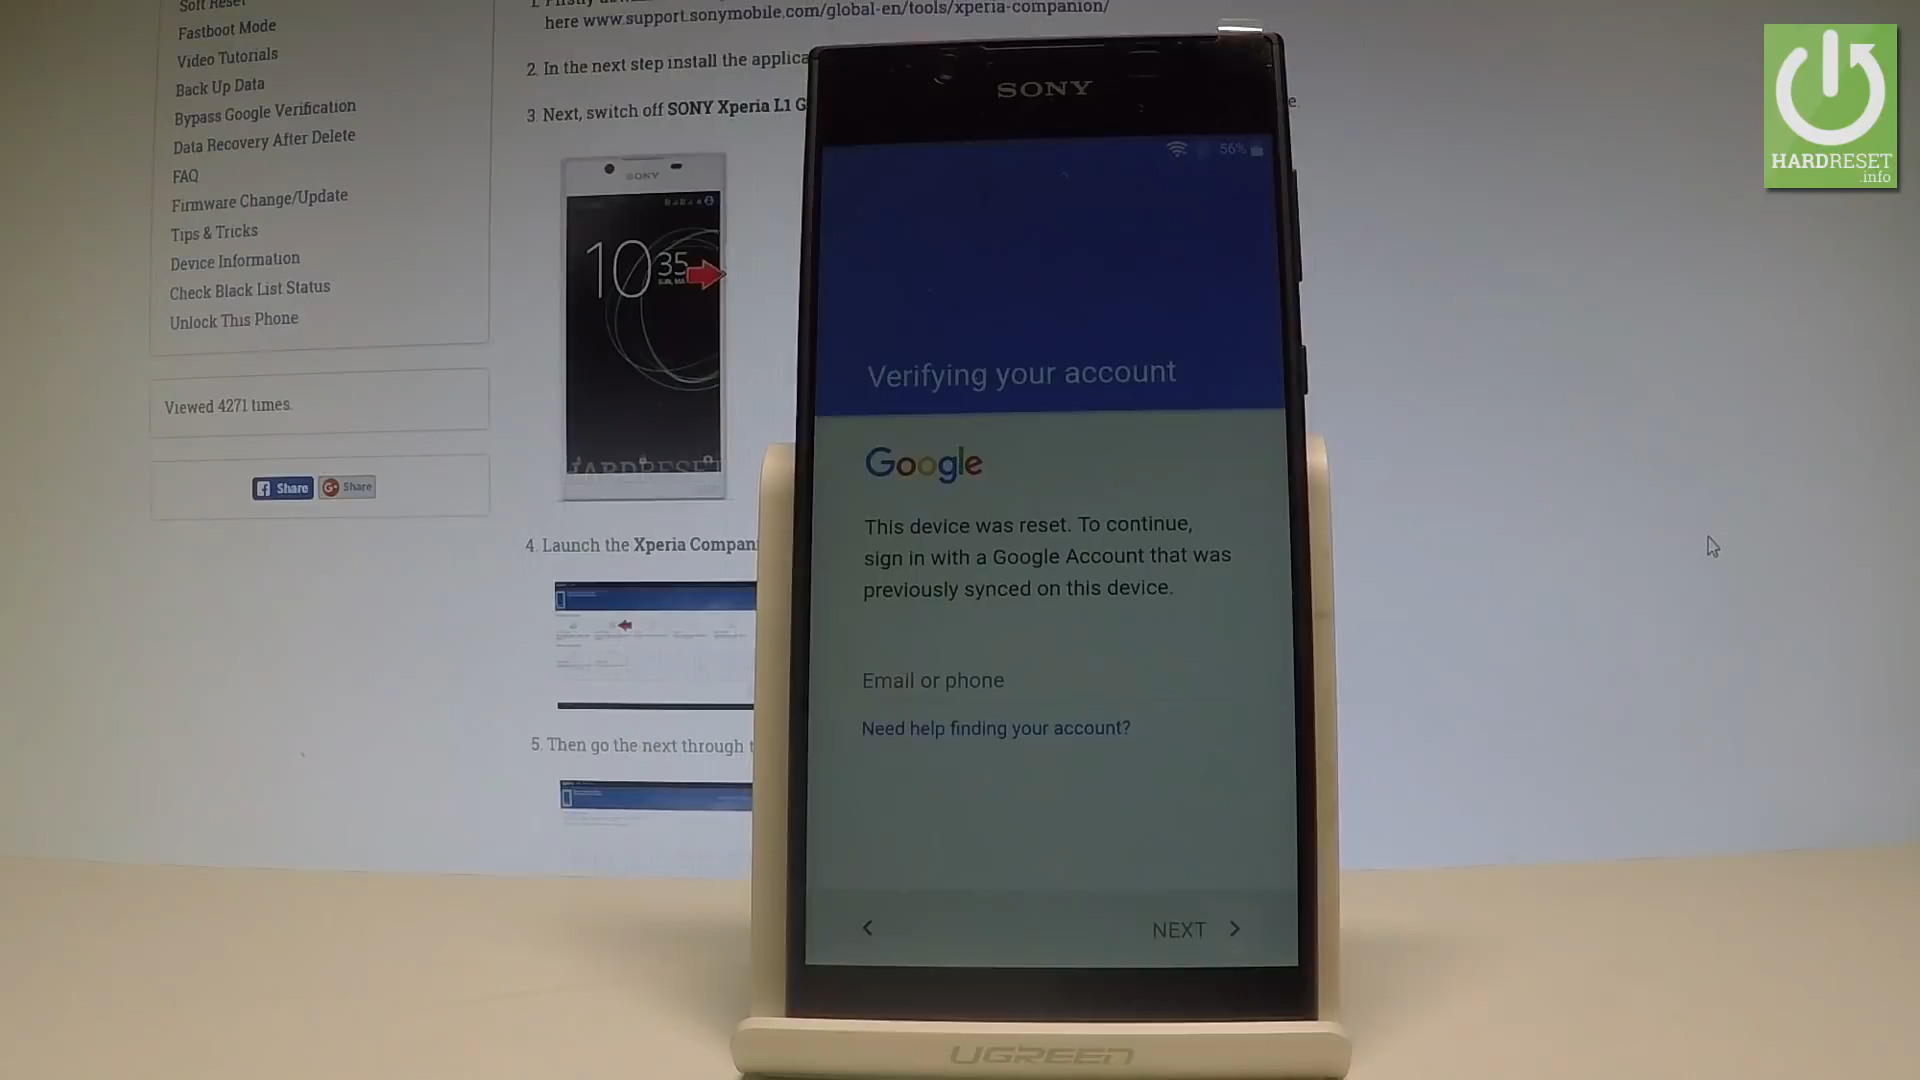 Soft Reset
Fastboot Mode
Video Tutorials
Back Up Data
Bypass Google Verification
Data Recovery After Delete
FAQ
Firmware Change/Update
Tips & Tricks
Device Information
Check Black List Status
Unlock This Phone
Viewed 4271 times.
Share
G+ Share
here www.support.sonymobile.com/global-en/tools/xperia-companion/
2. In the next step install the applica
3. Next, switch off SONY Xperia L1 G
e.
SONY
10 35
HARDRESET
4. Launch the Xperia Compan
5. Then go the next through t
SONY
56%
Verifying your account
Google
This device was reset. To continue,
sign in with a Google Account that was
previously synced on this device.
Email or phone
Need help finding your account?
NEXT
UGREEN
HARDRESET
.info